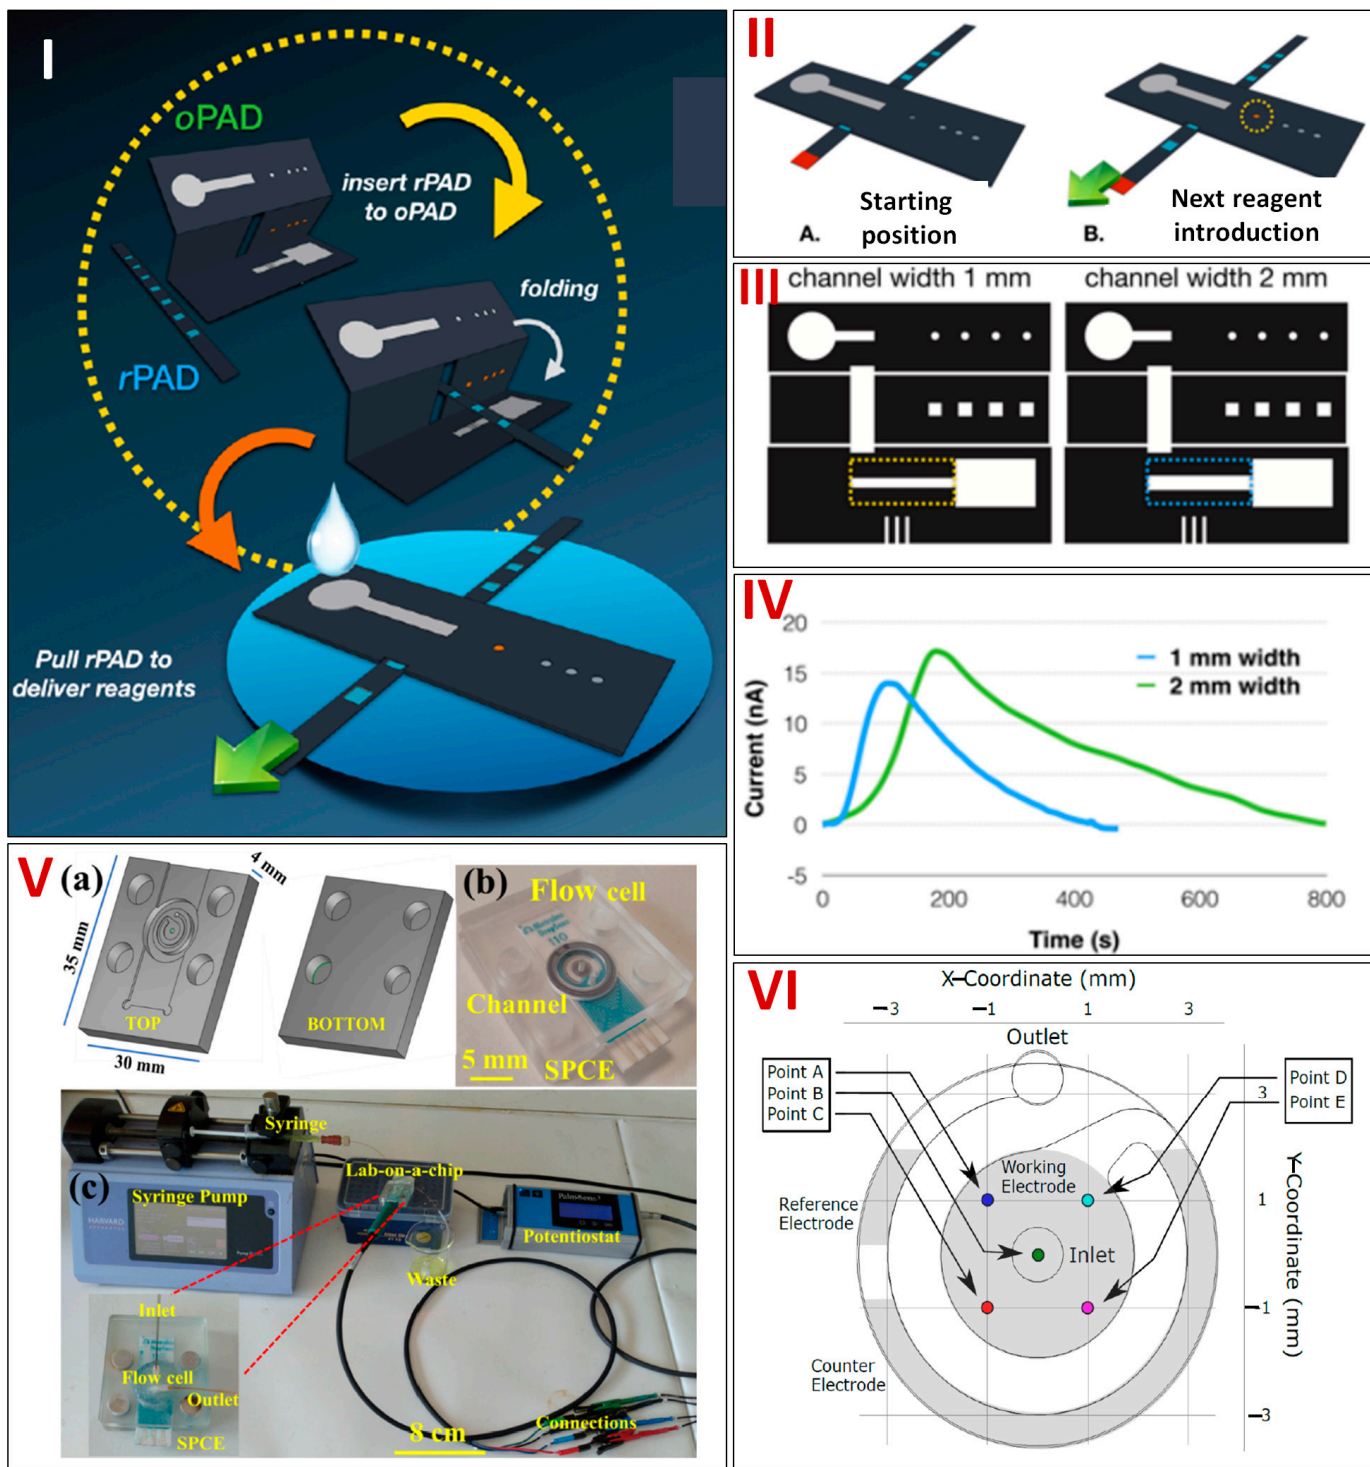 I
oPAD
insert rPAD
to oPAD
folding
rPAD
Pull rPAD to
deliver reagents
II
A.
Starting
position
B.
Next reagent
introduction
III
channel width 1 mm
channel width 2 mm
IV
20
15
10
5
0
-5
Current (nA)
1 mm width
2 mm width
0
200
400
600
800
Time (s)
V
(a)
4 mm
35 mm
30 mm
TOP
BOTTOM
(b)
Flow cell
110
Channel
5 mm
SPCE
(c)
Syringe
Lab-on-a-chip
Syringe Pump
HARVARD
PalmSens
Potentiostat
Waste
Inlet
Flow cell
Outlet
SPCE
Connections
8 cm
VI
X-Coordinate (mm)
-3
-1
1
3
Outlet
Point A
Point B
Point C
Point D
Point E
3
1
-1
-3
Y-Coordinate (mm)
Working
Electrode
Reference
Electrode
Inlet
Counter
Electrode